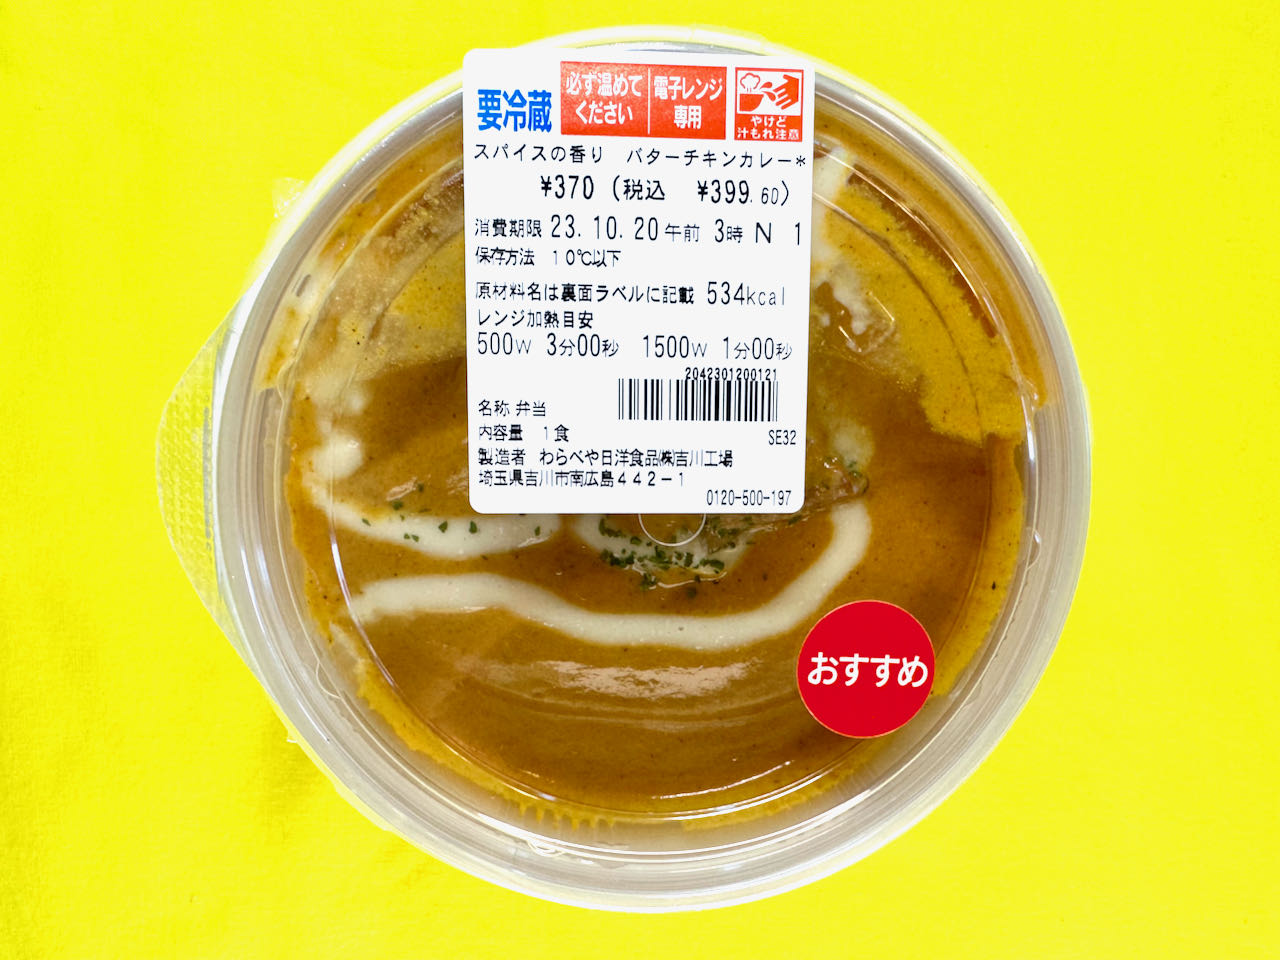 要冷蔵
必ず温めて
ください
電子レンジ
専用
やけど
汁もれ注意
スパイスの香り　バターチキンカレー*
¥370（税込　¥399.60）
消費期限 23.10.20午前 3時 N 1
保存方法　10℃以下
原材料名は裏面ラベルに記載 534kcal
レンジ加熱目安
500W 3分00秒　1500W 1分00秒
2042301200121
名称 弁当
内容量　1食
SE32
製造者　わらべや日洋食品㈱吉川工場
埼玉県吉川市南広島442-1
0120-500-197
おすすめ